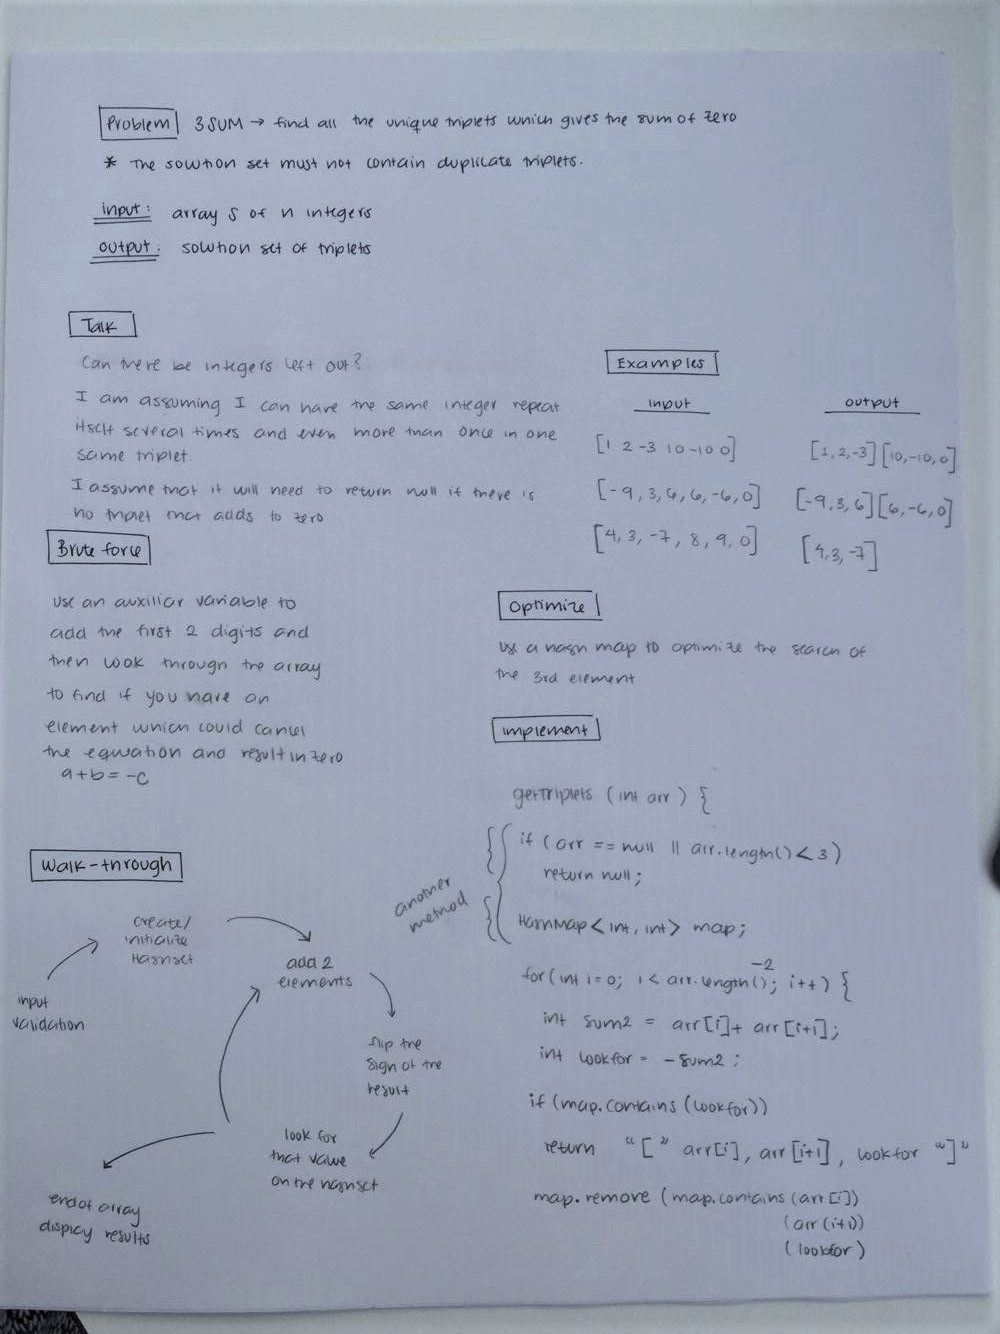 Problem 3SUM → find all the unique triplets which gives the sum of zero
* The solution set must not contain duplicate triplets.
input: array S of n integers
output: solution set of triplets
Talk
Can there be integers left out?
I am assuming I can have the same integer repeat
itself several times and even more than once in one
same triplet.
I assume that it will need to return null if there is
no triplet that adds to zero
Examples
input output
[1 2 -3 10 -10 0] [1,2,-3][10,-10,0]
[-9,3,6,6,-6,0] [-9,3,6][6,-6,0]
[4,3,-7,8,9,0] [4,3,-7]
Brute force
Use an auxiliar variable to
add the first 2 digits and
then look through the array
to find if you have an
element which could cancel
the equation and result in zero
a+b=-c
Optimize
Use a hash map to optimize the search of
the 3rd element
Walk-through
input
validation
create/
initialize
Hashset
add 2
elements
flip the
sign of the
result
look for
that value
on the hashset
end of array
display results
implement
getTriplets (int arr) {
another
method
if (arr == null || arr.length()<3)
return null;
HashMap<int, int> map;
for(int i=0; i< arr.length()-2; i++) {
int sum2 = arr[i]+ arr[i+1];
int lookfor = -sum2;
if (map.contains(lookfor))
return "[" arr[i], arr[i+1], lookfor "]"
map.remove (map.contains(arr[i])
(arr(i+1)
(lookfor)